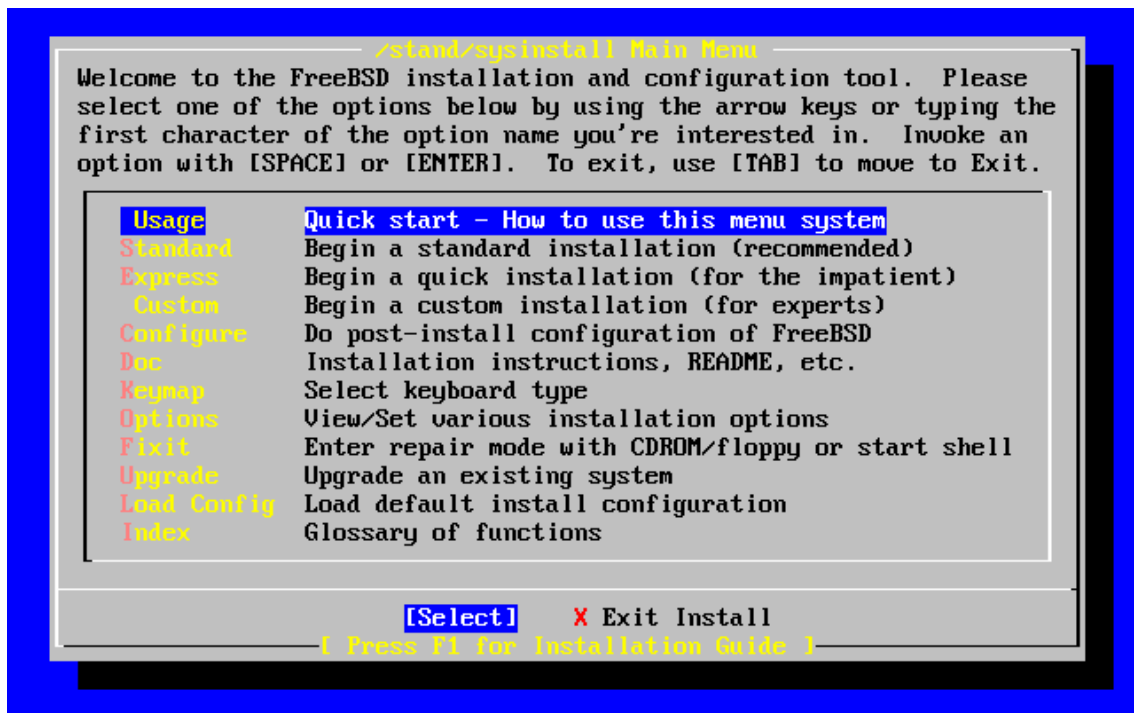 /stand/sysinstall Main Menu
Welcome to the FreeBSD installation and configuration tool.  Please
select one of the options below by using the arrow keys or typing the
first character of the option name you're interested in.  Invoke an
option with [SPACE] or [ENTER].  To exit, use [TAB] to move to Exit.
Usage Quick start - How to use this menu system
Standard Begin a standard installation (recommended)
Express Begin a quick installation (for the impatient)
Custom Begin a custom installation (for experts)
Configure Do post-install configuration of FreeBSD
Doc Installation instructions, README, etc.
Keymap Select keyboard type
Options View/Set various installation options
Fixit Enter repair mode with CDROM/floppy or start shell
Upgrade Upgrade an existing system
Load Config Load default install configuration
Index Glossary of functions
[Select] X Exit Install
[ Press F1 for Installation Guide ]